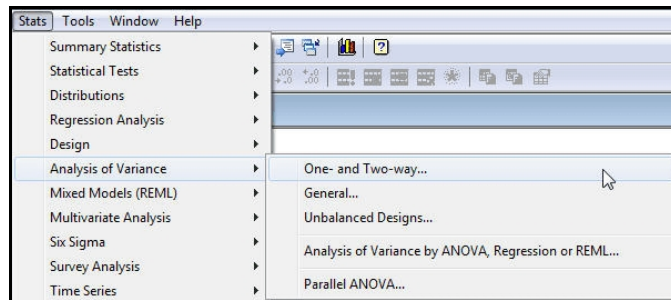 Stats Tools Window Help
Summary Statistics
Statistical Tests
Distributions
Regression Analysis
Design
Analysis of Variance
One- and Two-way...
Mixed Models (REML)
General...
Multivariate Analysis
Unbalanced Designs...
Six Sigma
Analysis of Variance by ANOVA, Regression or REML...
Survey Analysis
Time Series
Parallel ANOVA...